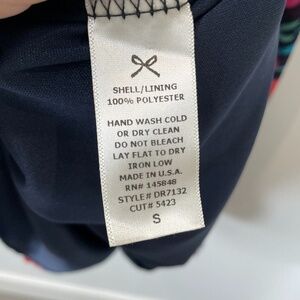 SHELL/LINING
100% POLYESTER
HAND WASH COLD
OR DRY CLEAN
DO NOT BLEACH
LAY FLAT TO DRY
IRON LOW
MADE IN U.S.A.
RN# 145848
STYLE# DR7132
CUT# 5423
S